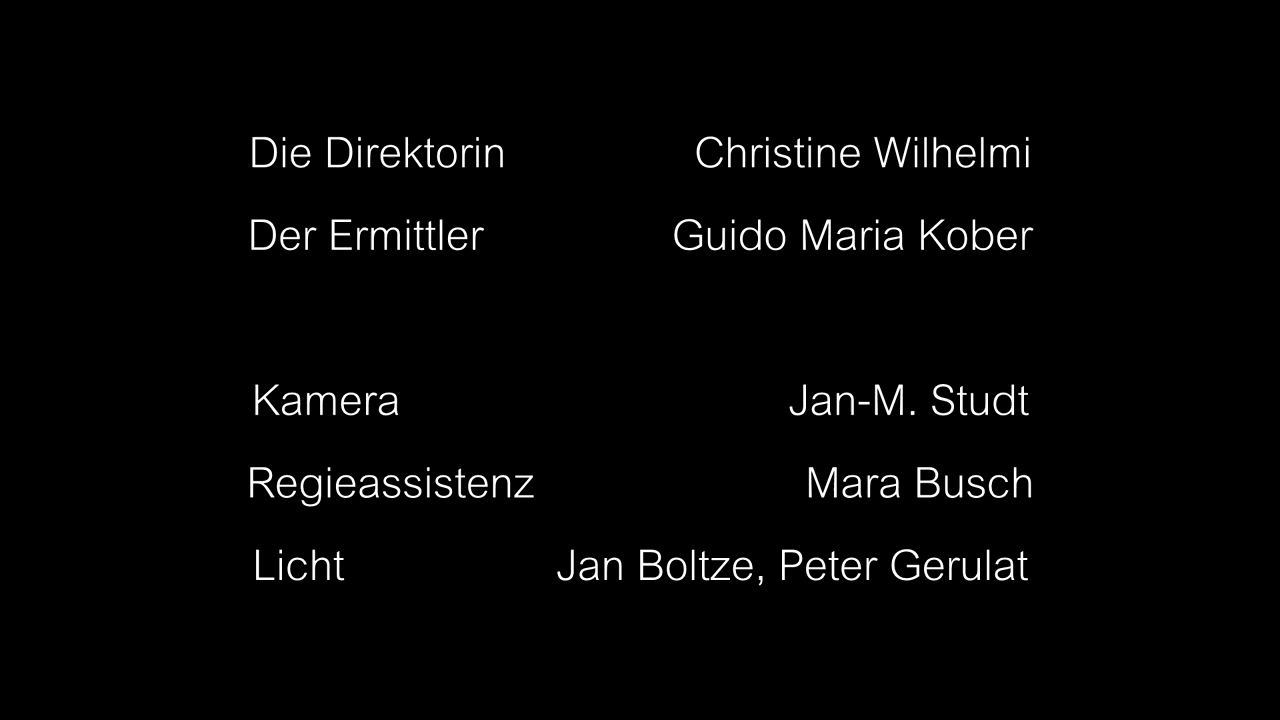 Die Direktorin Christine Wilhelmi
Der Ermittler Guido Maria Kober
Kamera Jan-M. Studt
Regieassistenz Mara Busch
Licht Jan Boltze, Peter Gerulat